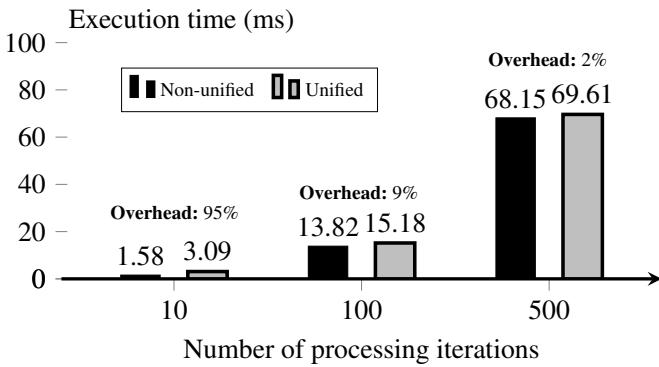 Execution time (ms)
100
80
60
40
20
0
Non-unified Unified
Overhead: 95%
1.58 3.09
Overhead: 9%
13.82 15.18
Overhead: 2%
68.15 69.61
10 100 500
Number of processing iterations